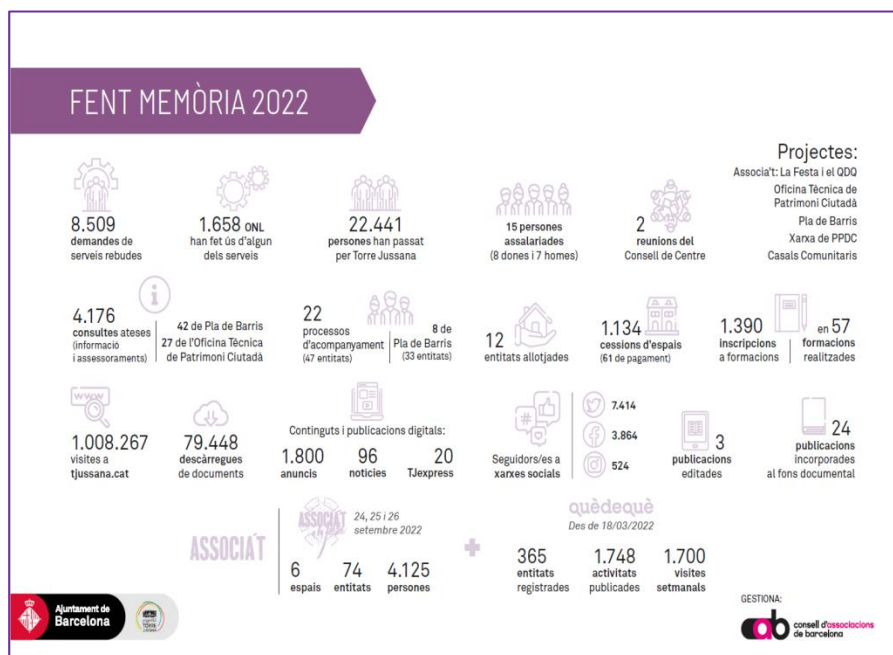 FENT MEMÒRIA 2022
8.509
demandes de
serveis rebudes
1.658 ONL
han fet ús d'algun
dels serveis
22.441
persones han passat
per Torre Jussana
15 persones
assalariades
(8 dones i 7 homes)
2
reunions del
Consell de Centre
Projectes:
Associa't: La Festa i el QDQ
Oficina Tècnica de
Patrimoni Ciutadà
Pla de Barris
Xarxa de PPDC
Casals Comunitaris
4.176
consultes ateses
(informació
i assessoraments)
42 de Pla de Barris
27 de l'Oficina Tècnica
de Patrimoni Ciutadà
22
processos
d'acompanyament
(47 entitats)
8 de
Pla de Barris
(33 entitats)
12
entitats allotjades
1.134
cessions d'espais
(61 de pagament)
1.390
inscripcions
a formacions
en 57
formacions
realitzades
www
1.008.267
visites a
tjussana.cat
79.448
descàrregues
de documents
Continguts i publicacions digitals:
1.800
anuncis
96
notícies
20
TJexpress
Seguidors/es a
xarxes socials
7.414
3.864
524
3
publicacions
editades
24
publicacions
incorporades
al fons documental
ASSOCIA'T
ASSOCIA'T
24, 25 i 26
setembre 2022
6
espais
74
entitats
4.125
persones
+
quèdequè
Des de 18/03/2022
365
entitats
registrades
1.748
activitats
publicades
1.700
visites
setmanals
Ajuntament de
Barcelona
GESTIONA:
cab
consell d'associacions
de barcelona